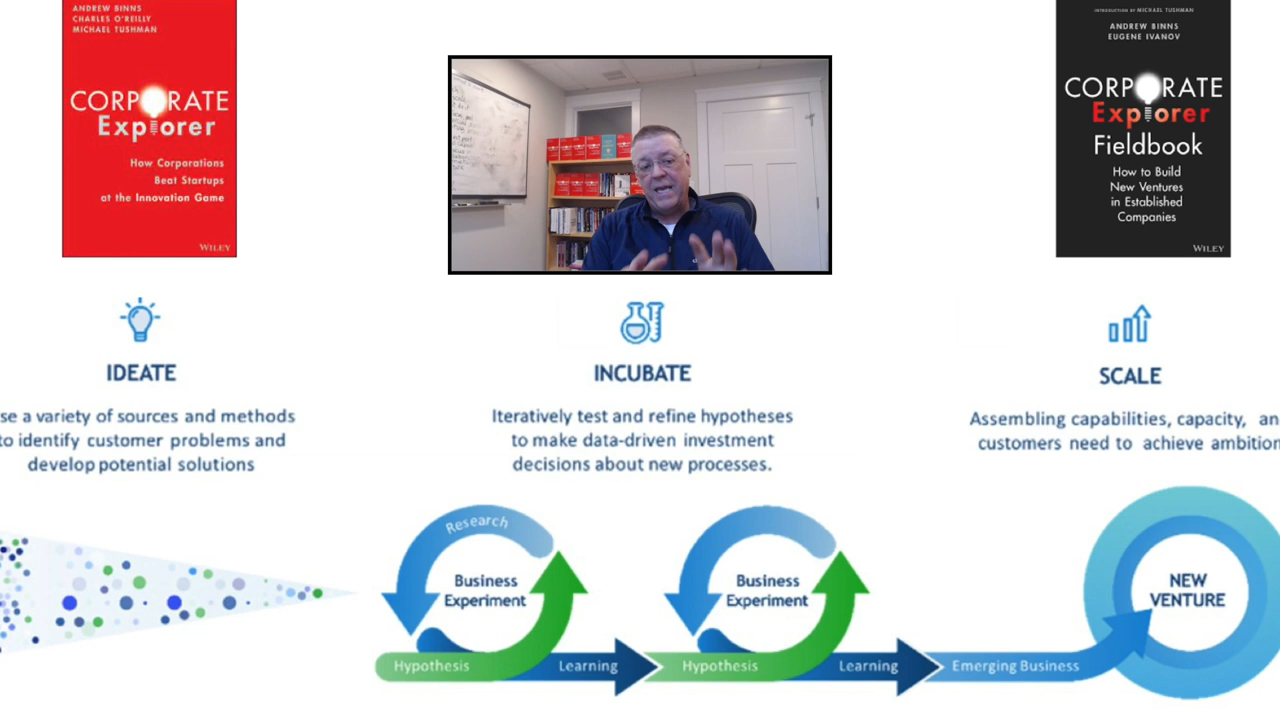 ANDREW BINNS
CHARLES O'REILLY
MICHAEL TUSHMAN
CORPORATE
Explorer
How Corporations
Beat Startups
at the Innovation Game
WILEY
INTRODUCTION BY MICHAEL TUSHMAN
ANDREW BINNS
EUGENE IVANOV
CORPORATE
Explorer
Fieldbook
How to Build
New Ventures
in Established
Companies
WILEY
IDEATE
se a variety of sources and methods
to identify customer problems and
develop potential solutions
INCUBATE
Iteratively test and refine hypotheses
to make data-driven investment
decisions about new processes.
SCALE
Assembling capabilities, capacity, an
customers need to achieve ambition
Research
Business
Experiment
Hypothesis
Learning
Business
Experiment
Hypothesis
Learning
Emerging Business
NEW
VENTURE